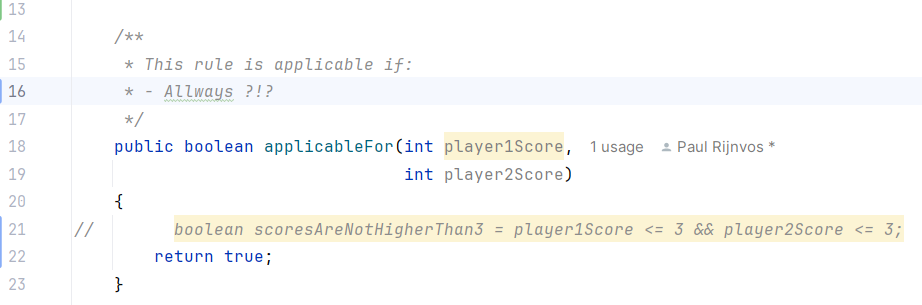 13
14 /**
15 * This rule is applicable if:
16 * - Allways ?!?
17 */
18 public boolean applicableFor(int player1Score, 1 usage Paul Rijnvos *
19 int player2Score)
20 {
21 // boolean scoresAreNotHigherThan3 = player1Score <= 3 && player2Score <= 3;
22 return true;
23 }